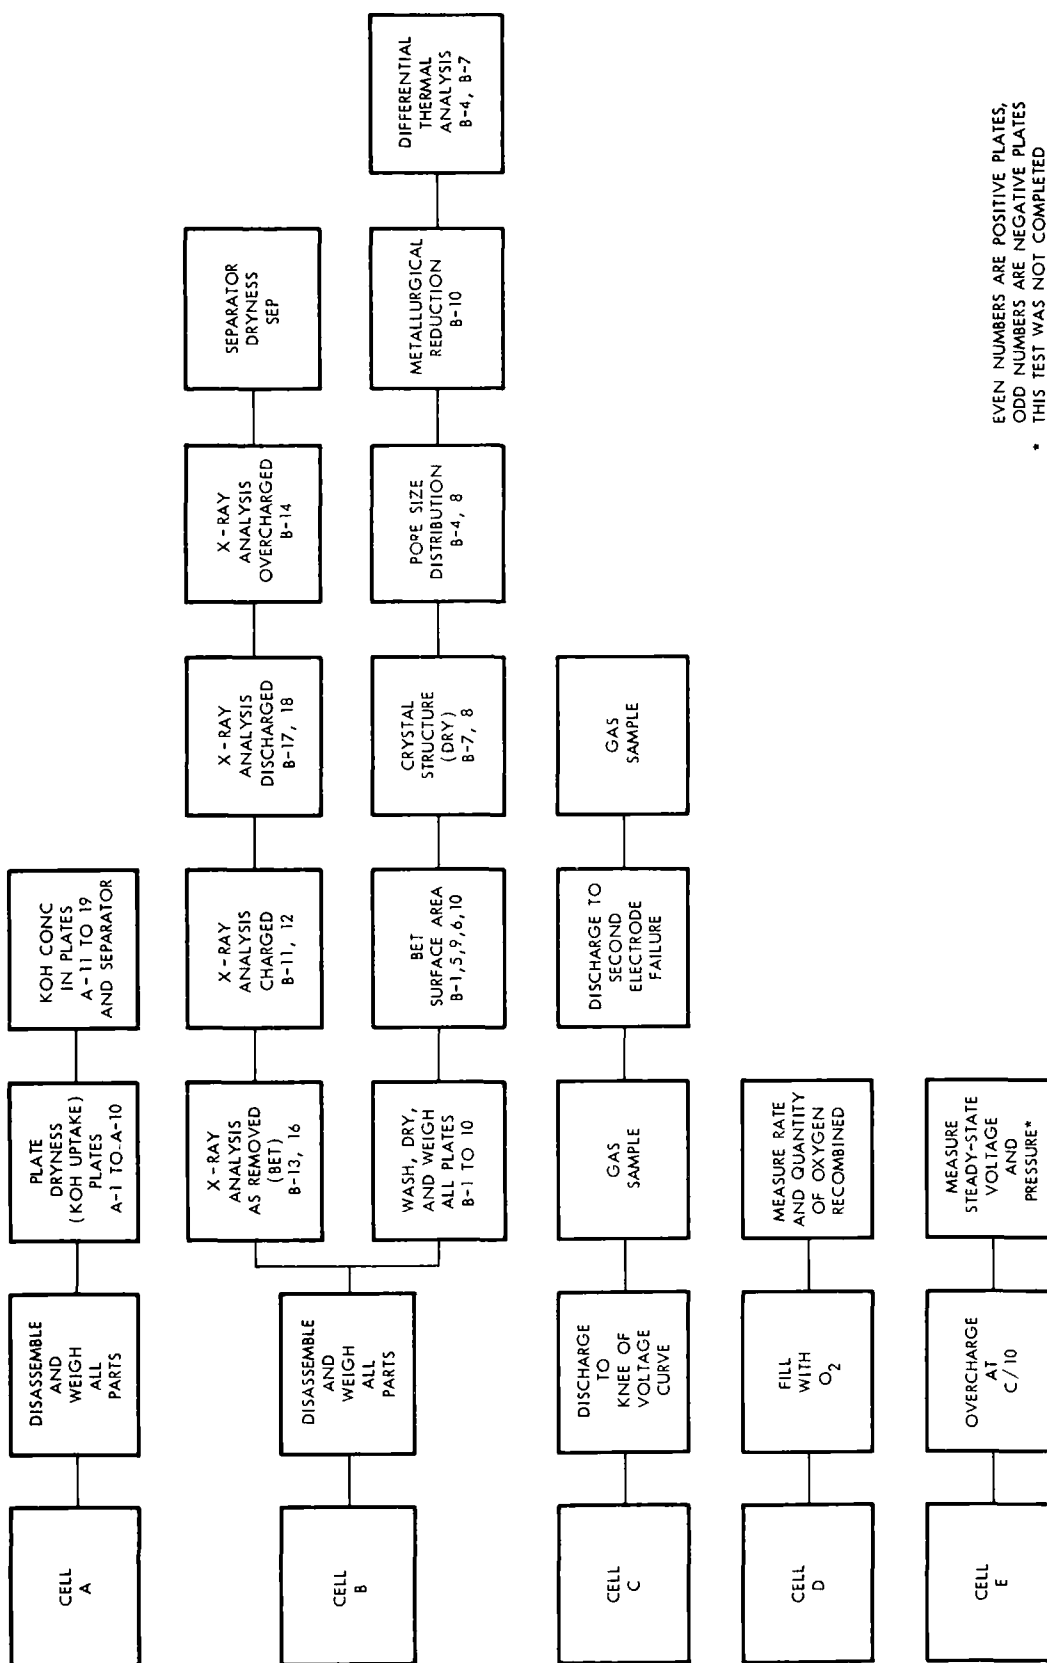 CELL
A
DISASSEMBLE
AND
WEIGH
ALL
PARTS
PLATE
DRYNESS
(KOH UPTAKE)
PLATES
A-1 TO A-10
KOH CONC
IN PLATES
A-11 TO 19
AND SEPARATOR
CELL
B
DISASSEMBLE
AND
WEIGH
ALL
PARTS
X-RAY
ANALYSIS
AS REMOVED
(BET)
B-13, 16
X-RAY
ANALYSIS
CHARGED
B-11, 12
X-RAY
ANALYSIS
DISCHARGED
B-17, 18
X-RAY
ANALYSIS
OVERCHARGED
B-14
SEPARATOR
DRYNESS
SEP
WASH, DRY,
AND WEIGH
ALL PLATES
B-1 TO 10
BET
SURFACE AREA
B-1,5,9,6,10
CRYSTAL
STRUCTURE
(DRY)
B-7, 8
PORE SIZE
DISTRIBUTION
B-4, 8
METALLURGICAL
REDUCTION
B-10
DIFFERENTIAL
THERMAL
ANALYSIS
B-4, B-7
CELL
C
DISCHARGE
TO
KNEE OF
VOLTAGE
CURVE
GAS
SAMPLE
DISCHARGE TO
SECOND
ELECTRODE
FAILURE
GAS
SAMPLE
CELL
D
FILL
WITH
O2
MEASURE RATE
AND QUANTITY
OF OXYGEN
RECOMBINED
CELL
E
OVERCHARGE
AT
C/10
MEASURE
STEADY-STATE
VOLTAGE
AND
PRESSURE*
EVEN NUMBERS ARE POSITIVE PLATES,
ODD NUMBERS ARE NEGATIVE PLATES
* THIS TEST WAS NOT COMPLETED